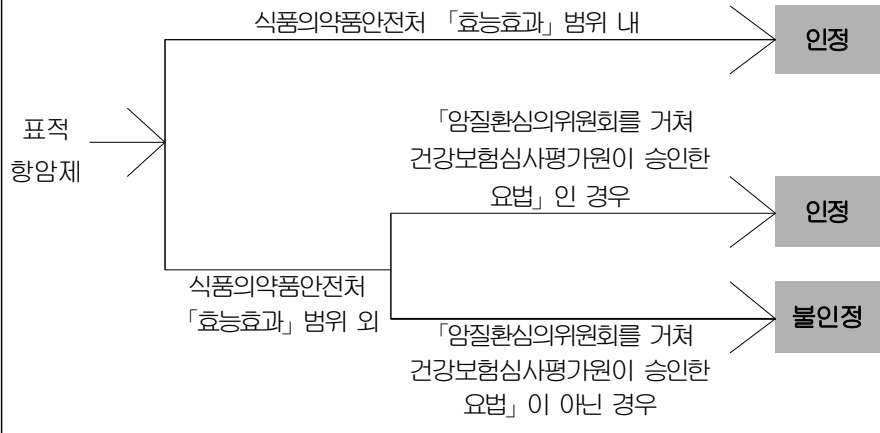 식품의약품안전처 「효능효과」범위 내
인정
표적
항암제
「암질환심의위원회를 거쳐
건강보험심사평가원이 승인한
요법」인 경우
인정
식품의약품안전처
「효능효과」범위 외
불인정
「암질환심의위원회를 거쳐
건강보험심사평가원이 승인한
요법」이 아닌 경우